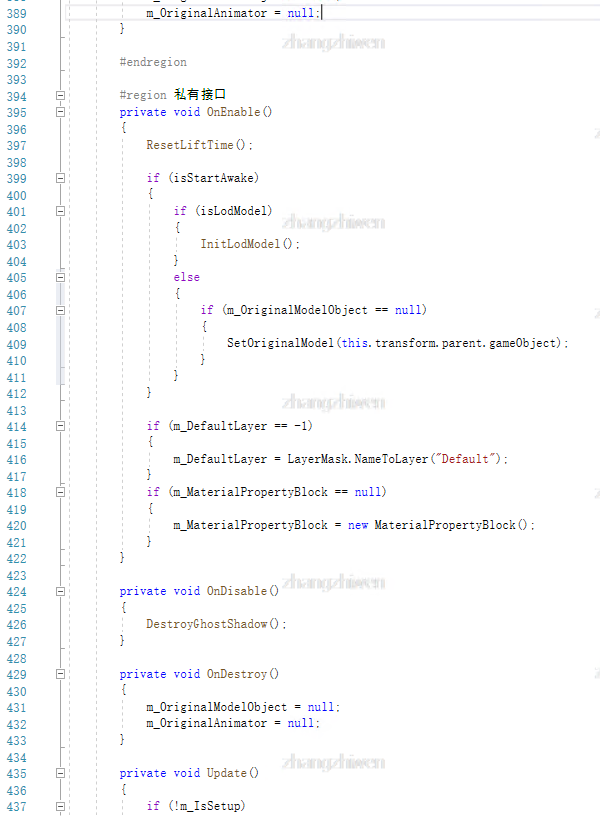 389 m_OriginalAnimator = null;
390 }
391
392 #endregion
393
394 #region 私有接口
395 private void OnEnable()
396 {
397 ResetLiftTime();
398
399 if (isStartAwake)
400 {
401 if (isLodModel)
402 {
403 InitLodModel();
404 }
405 else
406 {
407 if (m_OriginalModelObject == null)
408 {
409 SetOriginalModel(this.transform.parent.gameObject);
410 }
411 }
412 }
413
414 if (m_DefaultLayer == -1)
415 {
416 m_DefaultLayer = LayerMask.NameToLayer("Default");
417 }
418 if (m_MaterialPropertyBlock == null)
419 {
420 m_MaterialPropertyBlock = new MaterialPropertyBlock();
421 }
422 }
423
424 private void OnDisable()
425 {
426 DestroyGhostShadow();
427 }
428
429 private void OnDestroy()
430 {
431 m_OriginalModelObject = null;
432 m_OriginalAnimator = null;
433 }
434
435 private void Update()
436 {
437 if (!m_IsSetup)
zhangzhiwen
zhangzhiwen
zhangzhiwen
zhangzhiwen
zhangzhiwen